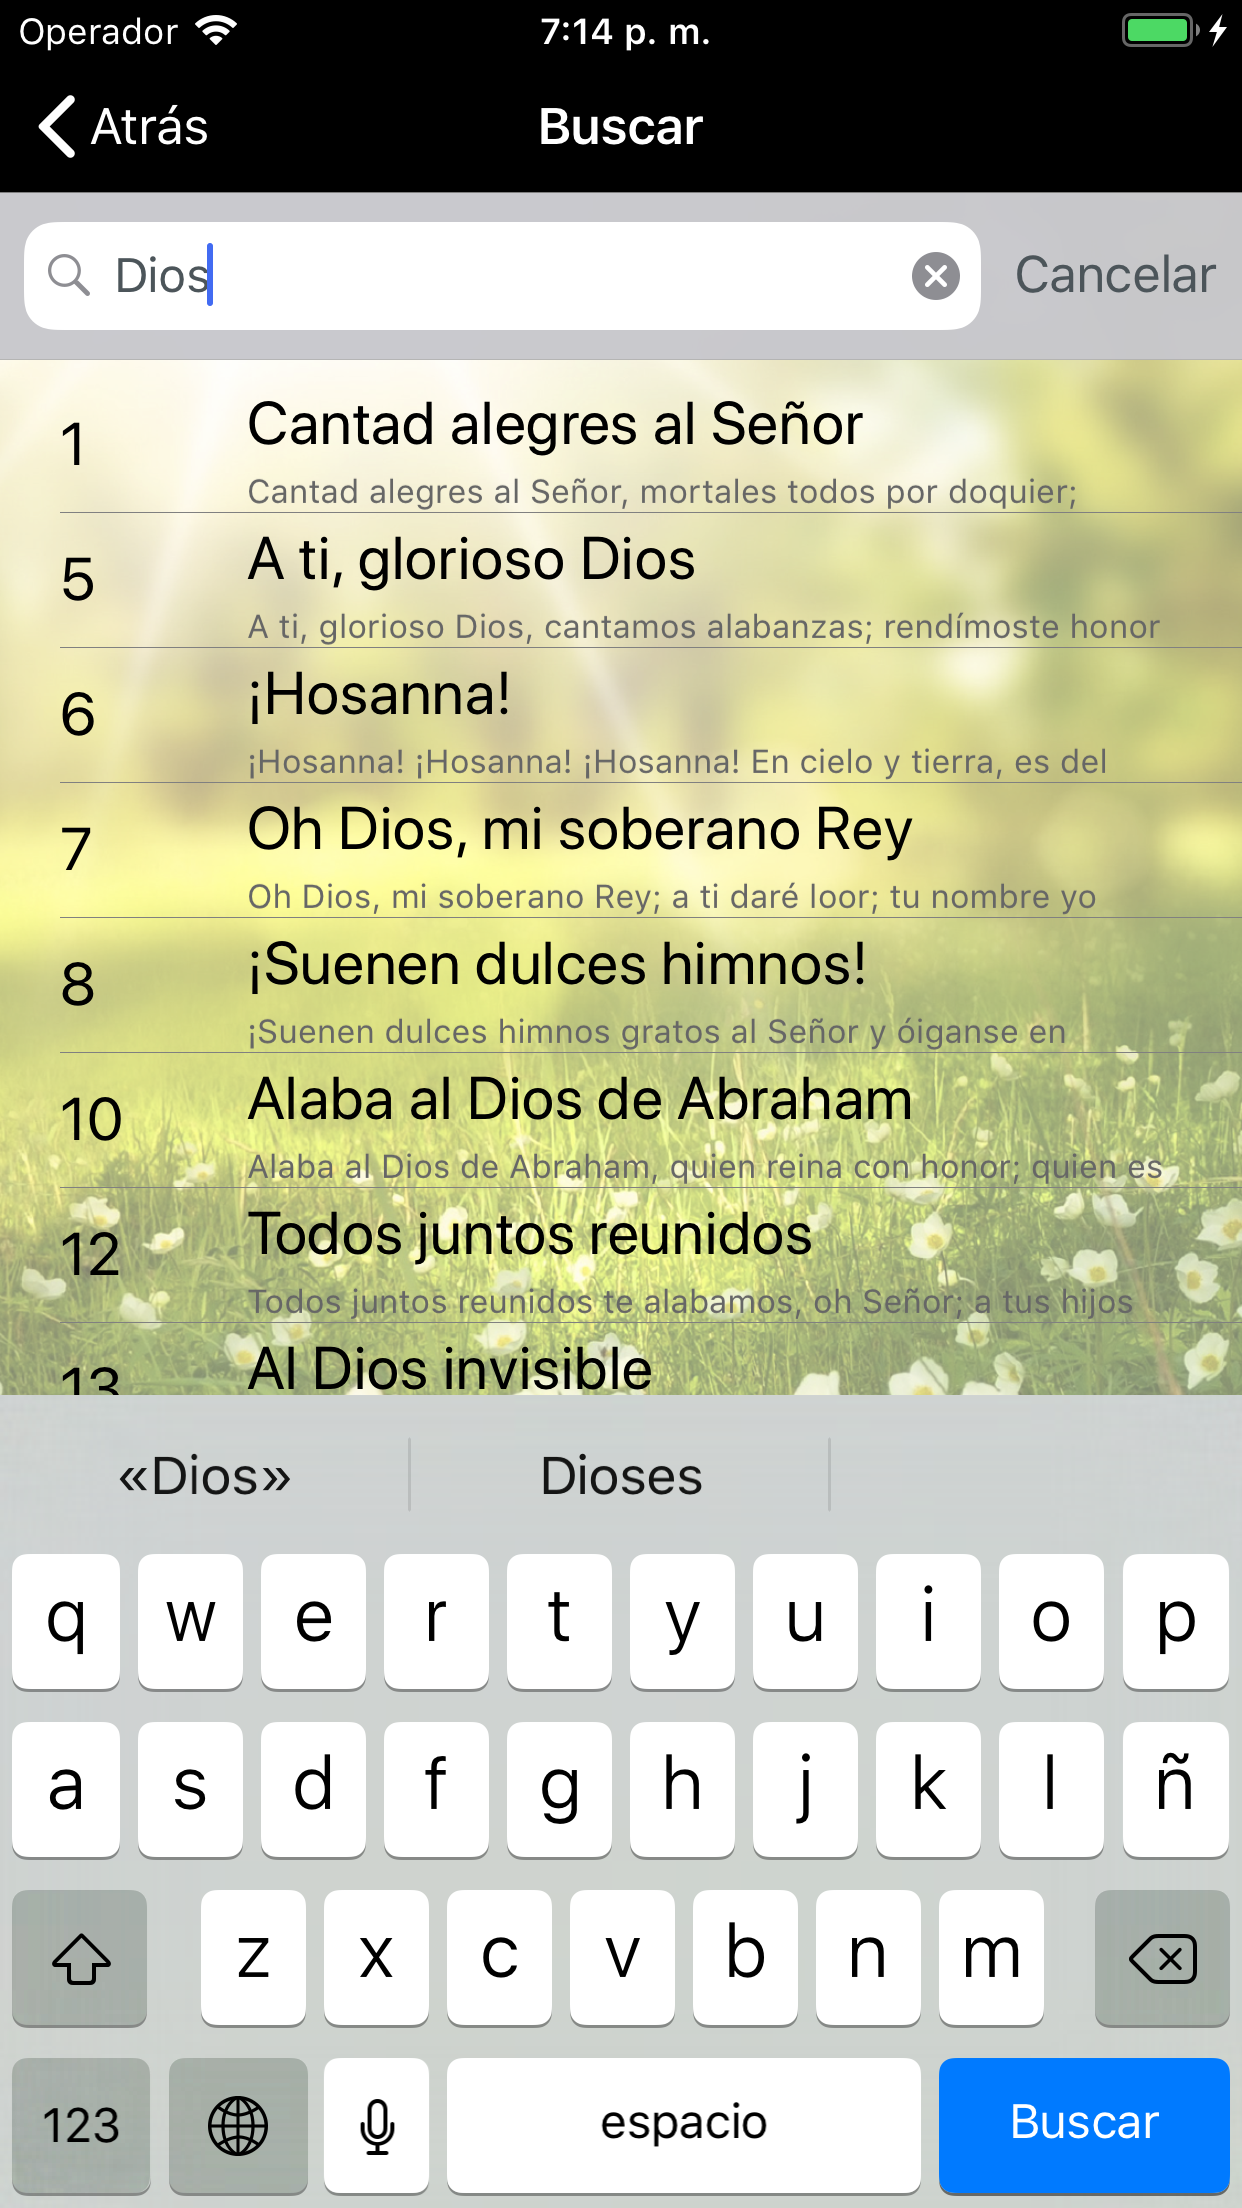 Operador 7:14 p. m.
Atrás Buscar
Dios Cancelar
1 Cantad alegres al Señor
Cantad alegres al Señor, mortales todos por doquier;
5 A ti, glorioso Dios
A ti, glorioso Dios, cantamos alabanzas; rendímoste honor
6 ¡Hosanna!
¡Hosanna! ¡Hosanna! ¡Hosanna! En cielo y tierra, es del
7 Oh Dios, mi soberano Rey
Oh Dios, mi soberano Rey; a ti daré loor; tu nombre yo
8 ¡Suenen dulces himnos!
¡Suenen dulces himnos gratos al Señor y óiganse en
10 Alaba al Dios de Abraham
Alaba al Dios de Abraham, quien reina con honor; quien es
12 Todos juntos reunidos
Todos juntos reunidos te alabamos, oh Señor; a tus hijos
13 Al Dios invisible
«Dios» Dioses
q w e r t y u i o p
a s d f g h j k l ñ
z x c v b n m
123 espacio Buscar